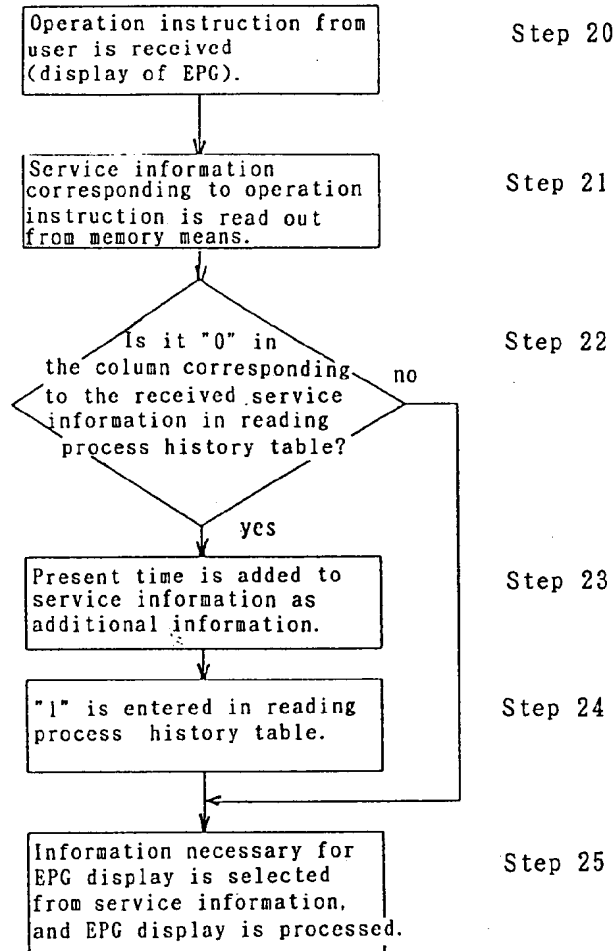 Operation instruction from
user is received
(display of EPG).
Step 20
Service information
corresponding to operation
instruction is read out
from memory means.
Step 21
Is it "0" in
the column corresponding
to the received service
information in reading
process history table?
Step 22
no
yes
Present time is added to
service information as
additional information.
Step 23
"1" is entered in reading
process history table.
Step 24
Information necessary for
EPG display is selected
from service information,
and EPG display is processed.
Step 25